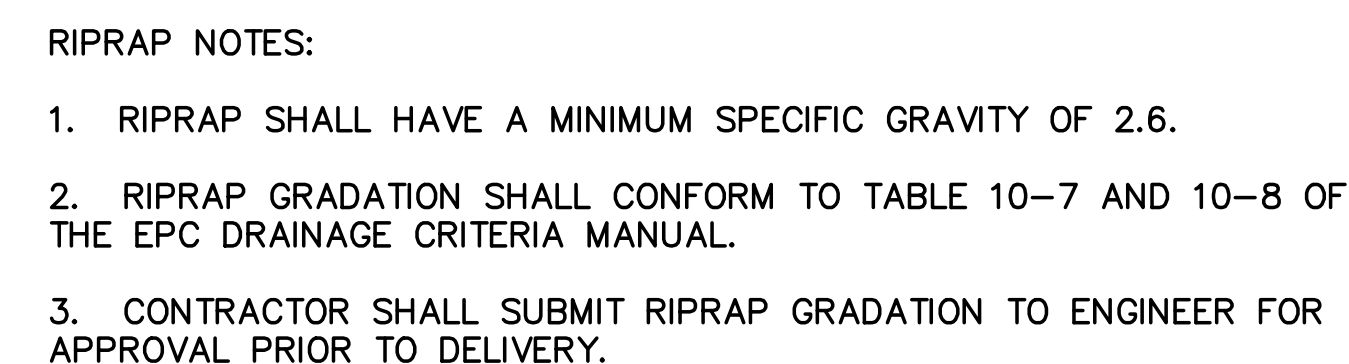 RIPRAP NOTES:
1. RIPRAP SHALL HAVE A MINIMUM SPECIFIC GRAVITY OF 2.6.
2. RIPRAP GRADATION SHALL CONFORM TO TABLE 10–7 AND 10–8 OF
THE EPC DRAINAGE CRITERIA MANUAL.
3. CONTRACTOR SHALL SUBMIT RIPRAP GRADATION TO ENGINEER FOR
APPROVAL PRIOR TO DELIVERY.